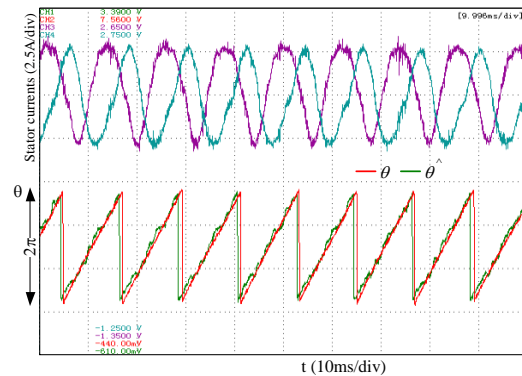 CH1 3.3900 V
CH2 7.5600 V
CH3 2.6500 V
CH4 2.7500 V
[9.996ms/div]
Stator currents (2.5A/div)
θ θ^
θ
2π
-1.2500 V
-1.3500 V
-440.00mV
-610.00mV
t (10ms/div)